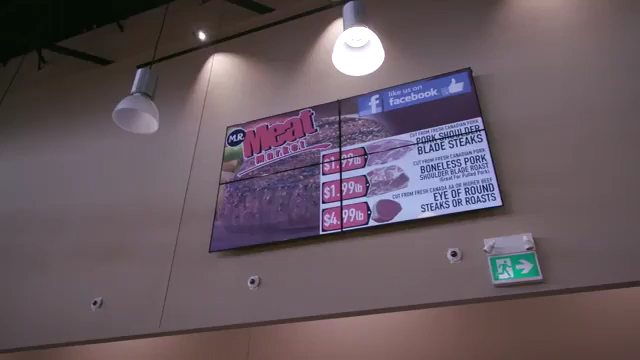 M.R.
Meat
Market
like us on
facebook
$1.99lb
CUT FROM FRESH CANADIAN PORK
PORK SHOULDER
BLADE STEAKS
$1.99lb
CUT FROM FRESH CANADIAN PORK
BONELESS PORK
SHOULDER BLADE ROAST
(Great For Pulled Pork)
$4.99lb
CUT FROM FRESH CANADA AA OR HIGHER BEEF
EYE OF ROUND
STEAKS OR ROASTS